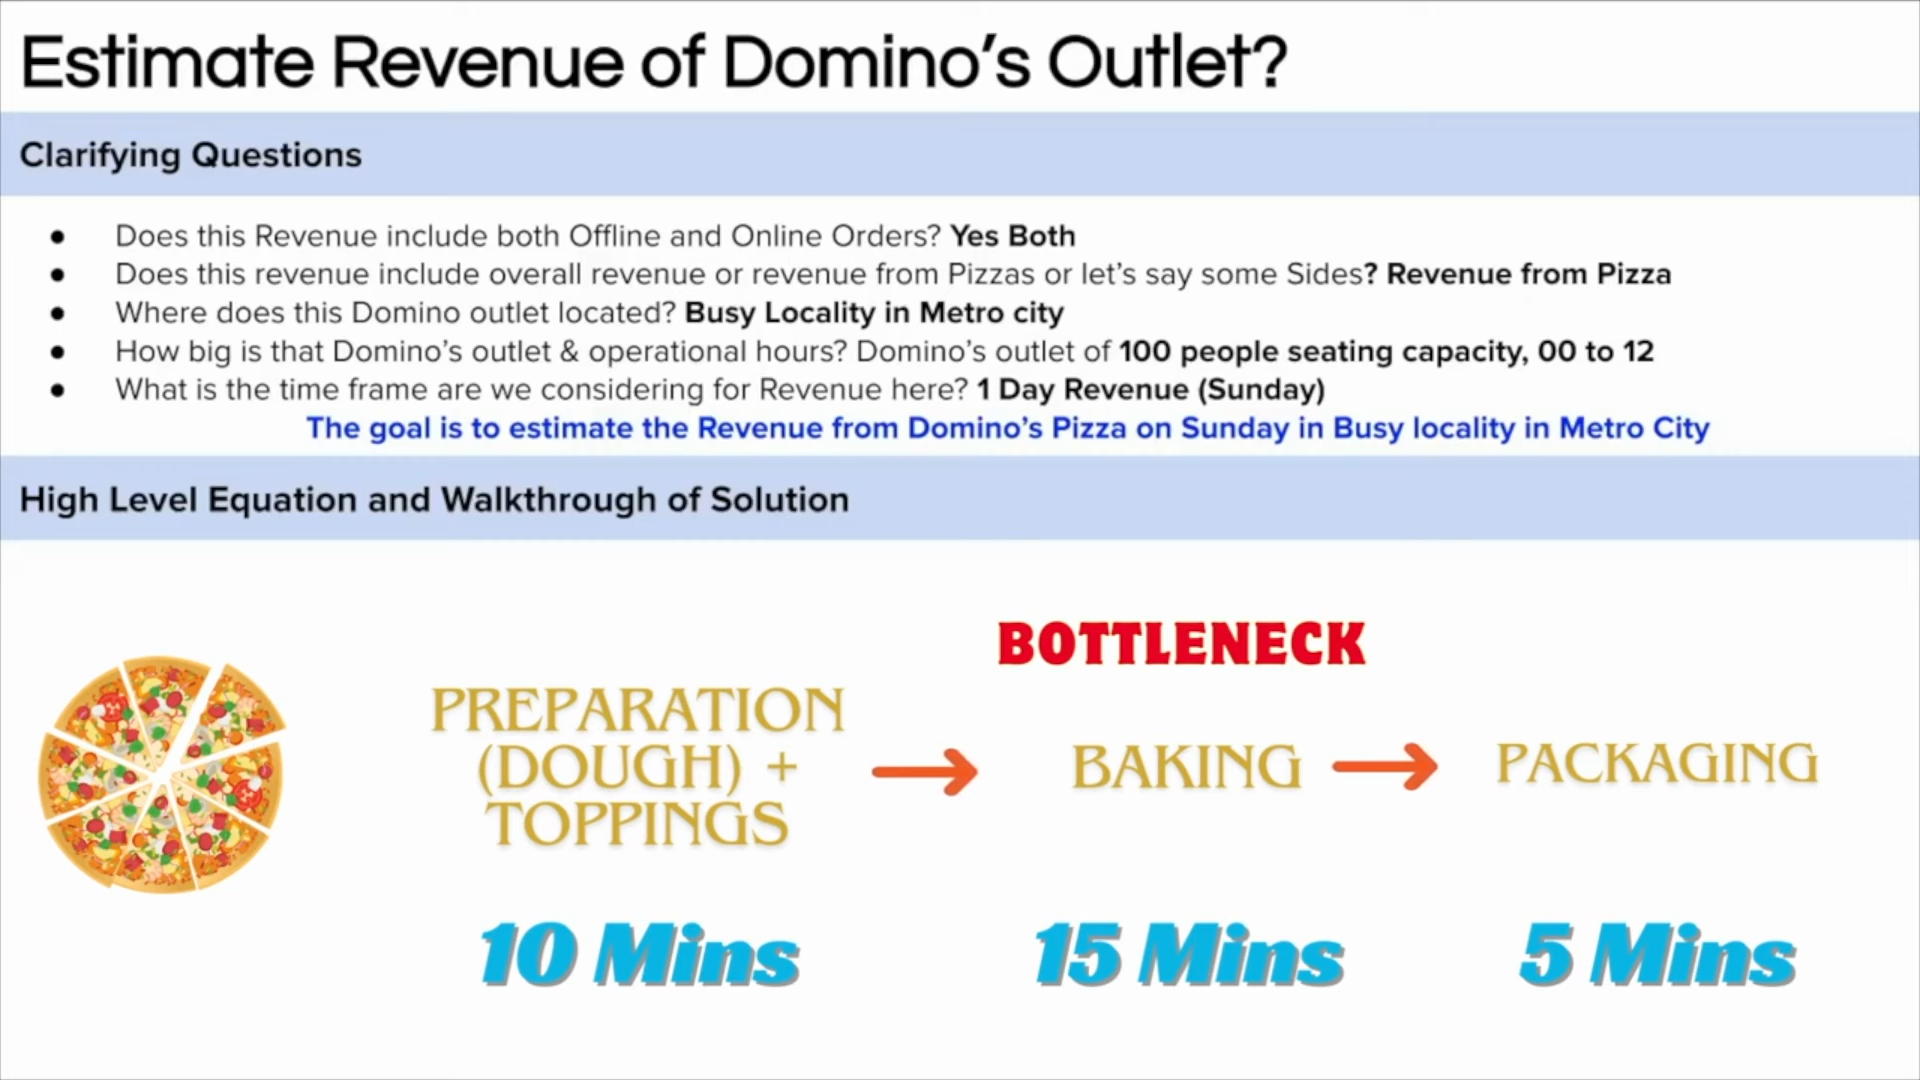 Estimate Revenue of Domino's Outlet?
Clarifying Questions
● Does this Revenue include both Offline and Online Orders? Yes Both
● Does this revenue include overall revenue or revenue from Pizzas or let's say some Sides? Revenue from Pizza
● Where does this Domino outlet located? Busy Locality in Metro city
● How big is that Domino's outlet & operational hours? Domino's outlet of 100 people seating capacity, 00 to 12
● What is the time frame are we considering for Revenue here? 1 Day Revenue (Sunday)
The goal is to estimate the Revenue from Domino's Pizza on Sunday in Busy locality in Metro City
High Level Equation and Walkthrough of Solution
BOTTLENECK
PREPARATION
(DOUGH) +
TOPPINGS
BAKING
PACKAGING
10 Mins
15 Mins
5 Mins